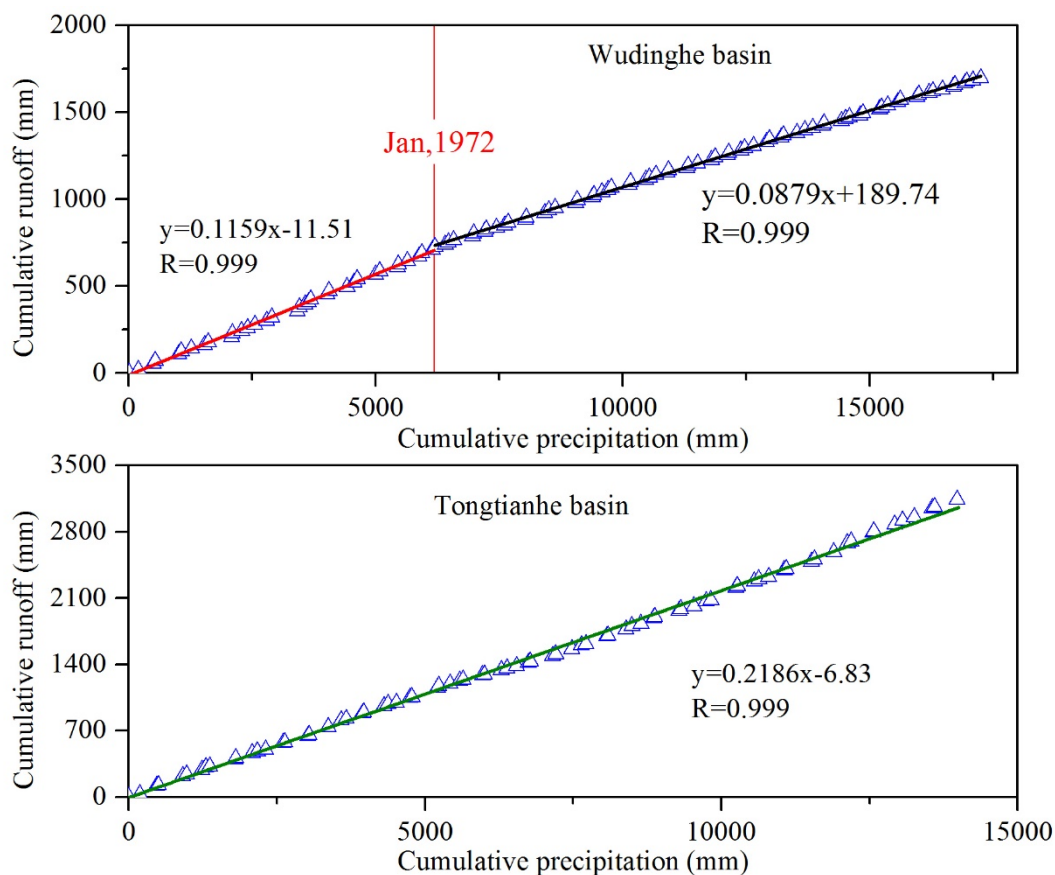 2000
1500
1000
500
0
Cumulative runoff (mm)
Wudinghe basin
Jan,1972
y=0.1159x-11.51
R=0.999
y=0.0879x+189.74
R=0.999
0 5000 10000 15000
Cumulative precipitation (mm)
3500
2800
2100
1400
700
0
Cumulative runoff (mm)
Tongtianhe basin
y=0.2186x-6.83
R=0.999
0 5000 10000 15000
Cumulative precipitation (mm)